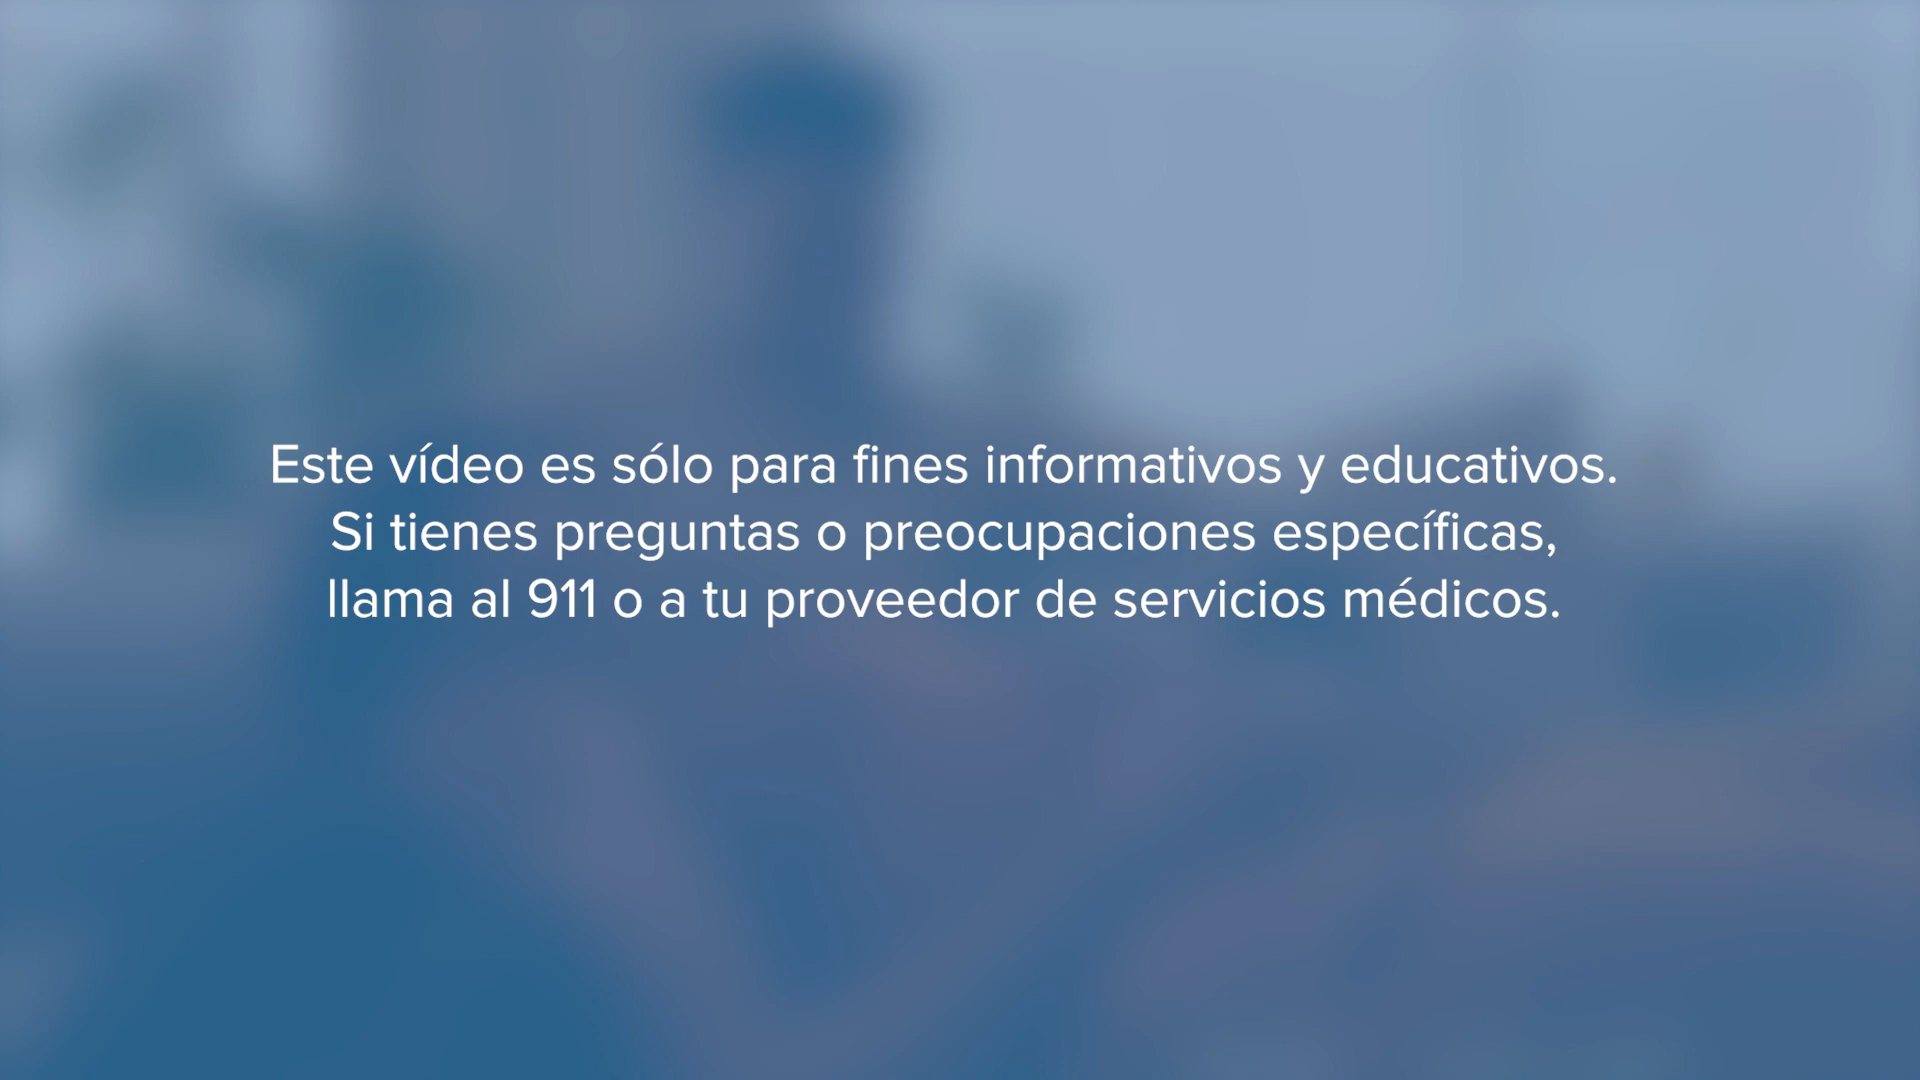 Este vídeo es sólo para fines informativos y educativos.
Si tienes preguntas o preocupaciones específicas,
llama al 911 o a tu proveedor de servicios médicos.